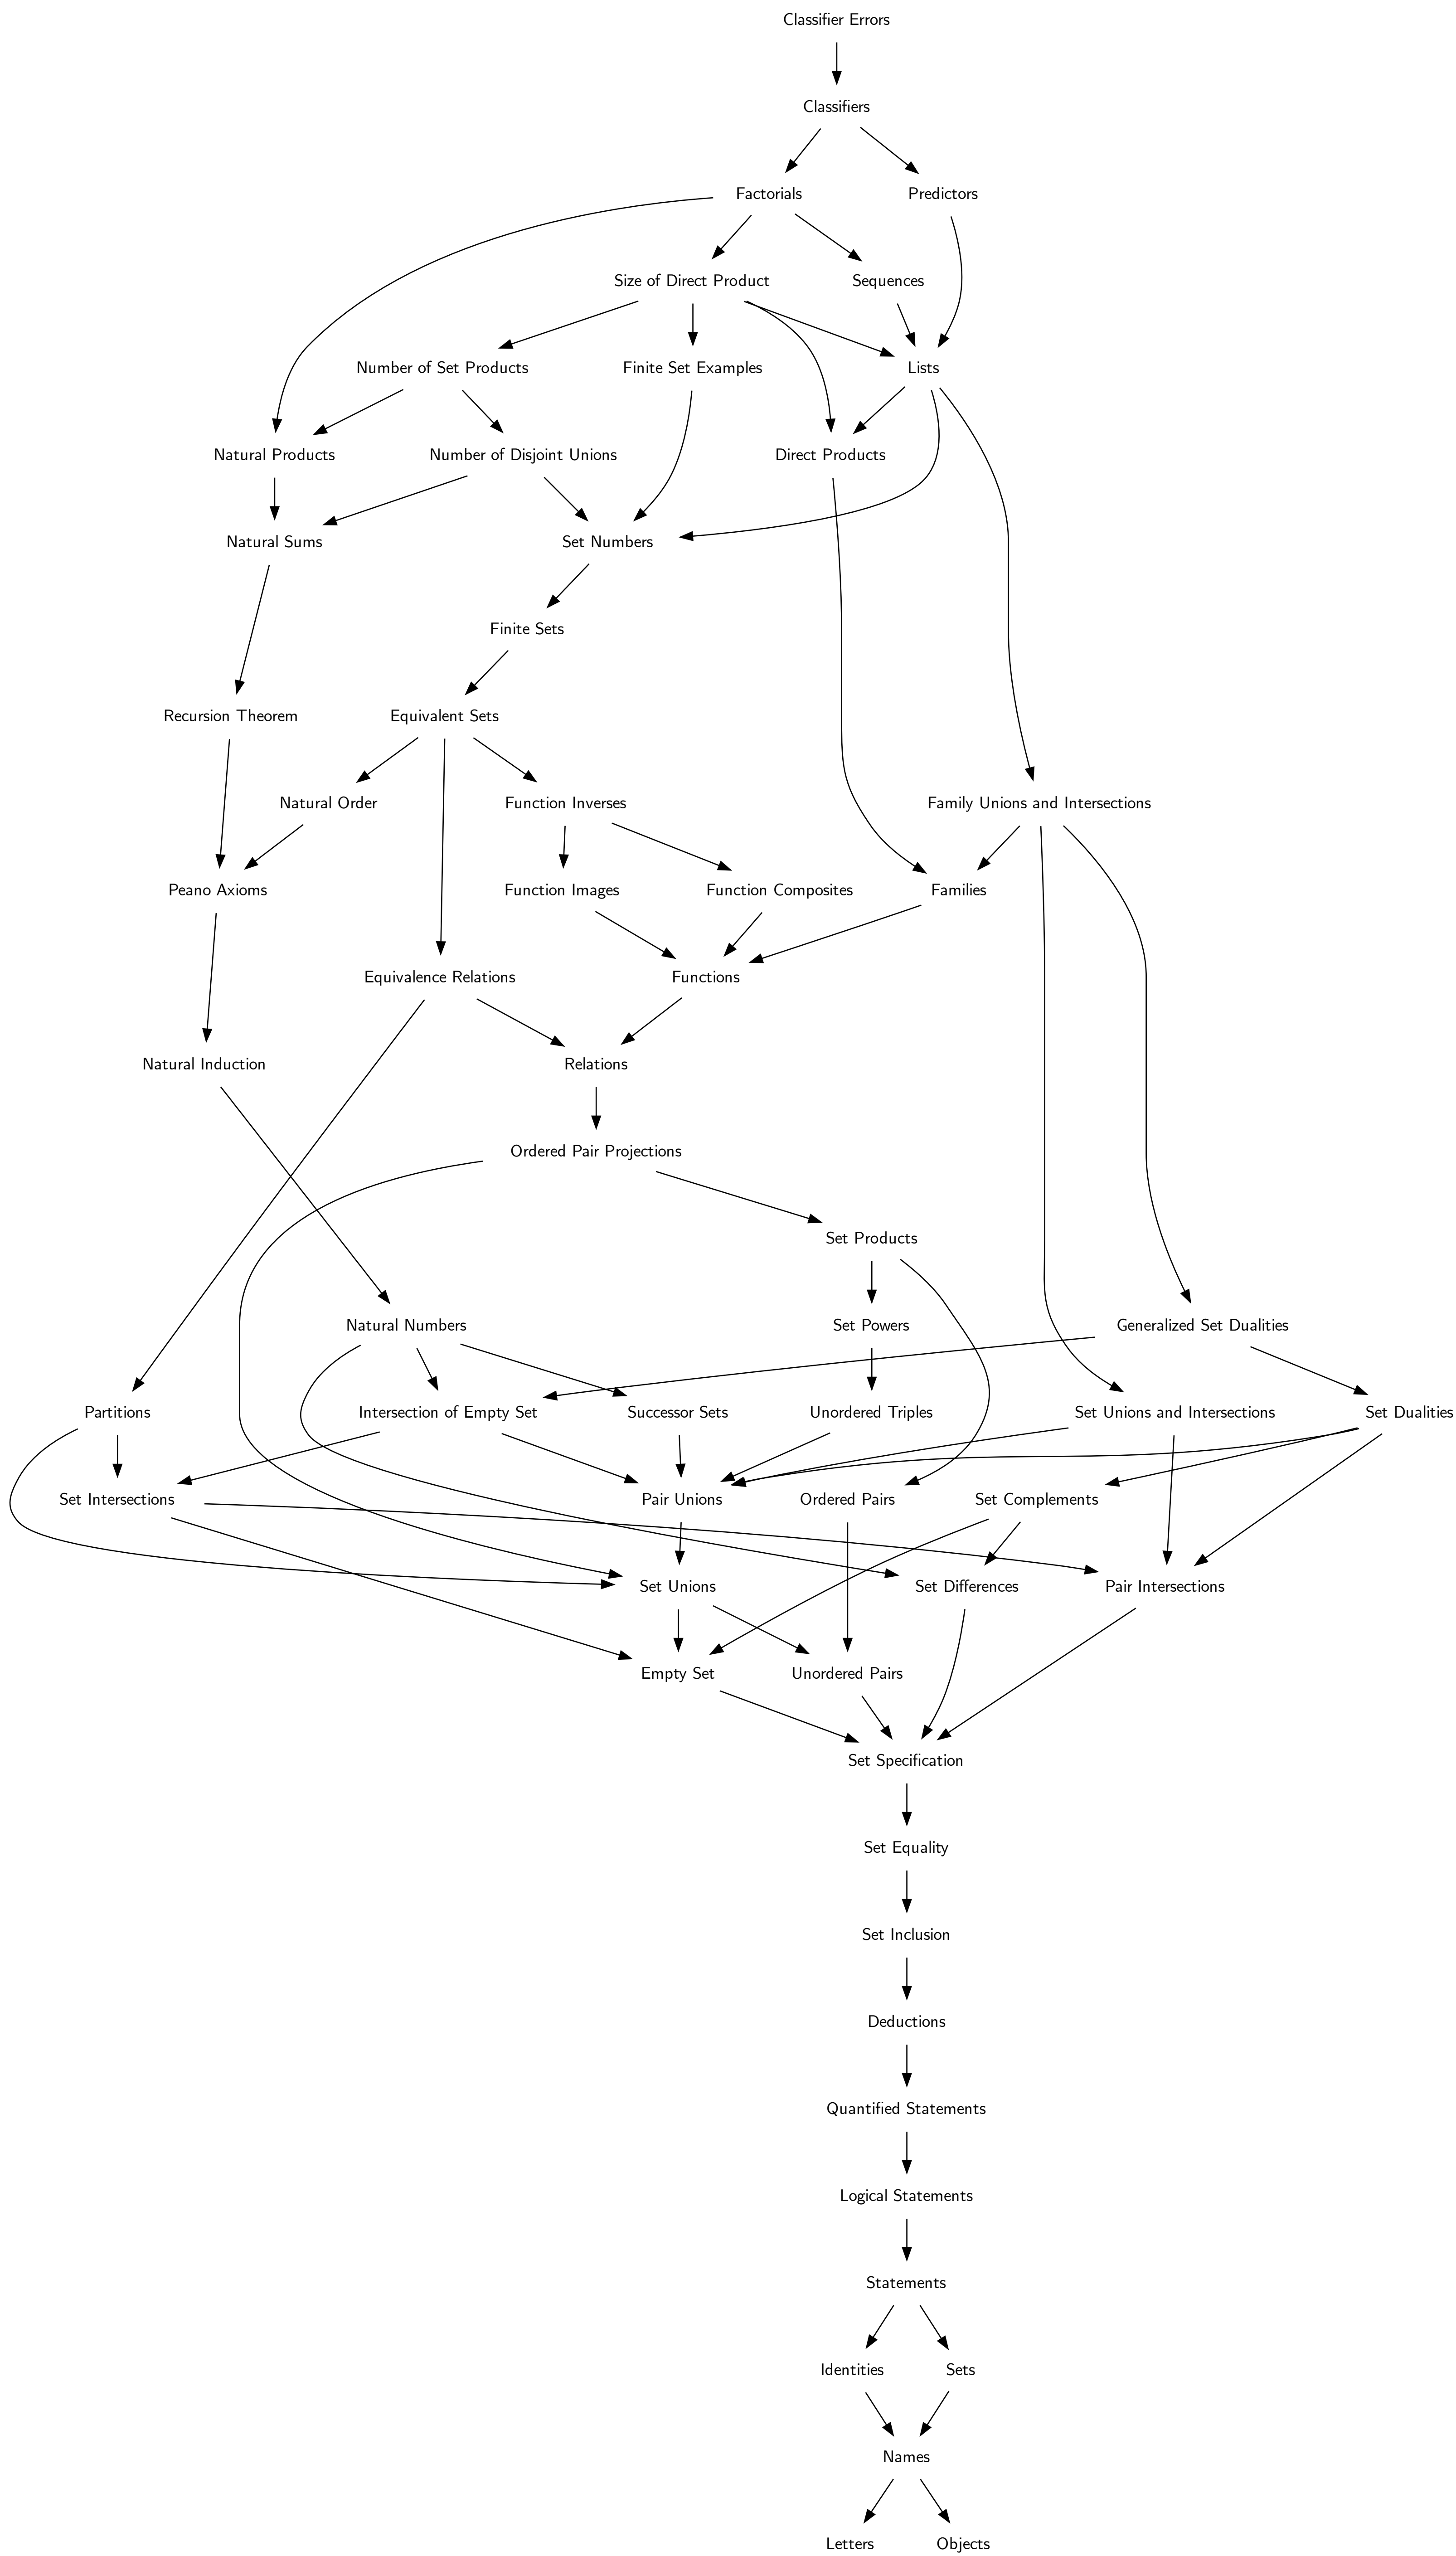 Classifier Errors
Classifiers
Factorials
Predictors
Size of Direct Product
Sequences
Number of Set Products
Finite Set Examples
Lists
Natural Products
Number of Disjoint Unions
Direct Products
Natural Sums
Set Numbers
Finite Sets
Recursion Theorem
Equivalent Sets
Natural Order
Function Inverses
Family Unions and Intersections
Peano Axioms
Function Images
Function Composites
Families
Equivalence Relations
Functions
Natural Induction
Relations
Ordered Pair Projections
Set Products
Natural Numbers
Set Powers
Generalized Set Dualities
Partitions
Intersection of Empty Set
Successor Sets
Unordered Triples
Set Unions and Intersections
Set Dualities
Set Intersections
Pair Unions
Ordered Pairs
Set Complements
Set Unions
Set Differences
Pair Intersections
Empty Set
Unordered Pairs
Set Specification
Set Equality
Set Inclusion
Deductions
Quantified Statements
Logical Statements
Statements
Identities
Sets
Names
Letters
Objects